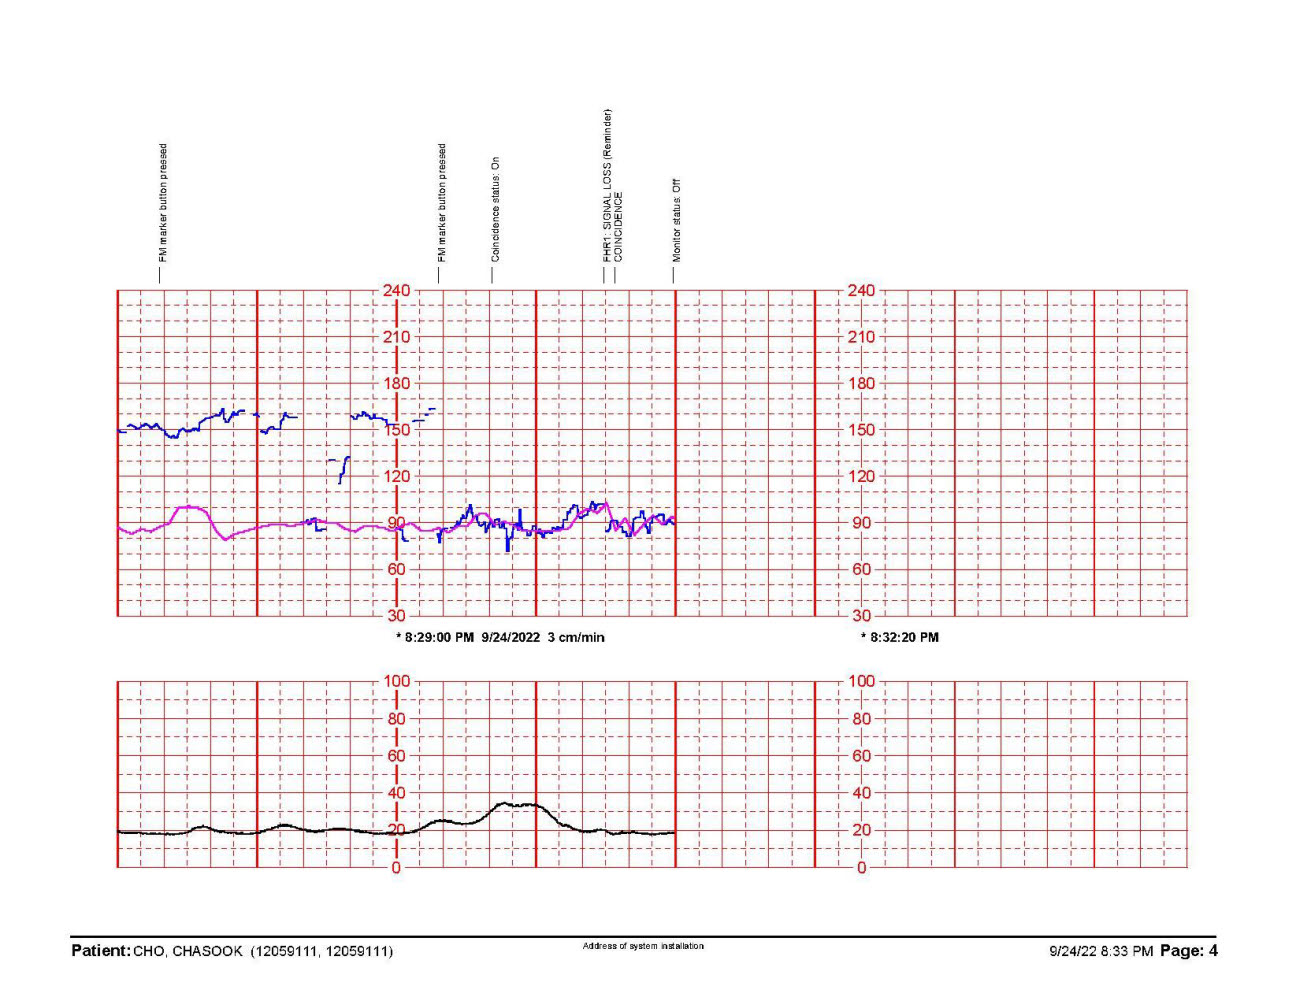 FM marker button pressed
FM marker button pressed
Coincidence status: On
FHR1: SIGNAL LOSS (Reminder)
COINCIDENCE
Monitor status: Off
240 240
210 210
180 180
150 150
120 120
90 90
60 60
30 30
* 8:29:00 PM 9/24/2022 3 cm/min * 8:32:20 PM
100 100
80 80
60 60
40 40
20 20
0 0
Patient: CHO, CHASOOK (12059111, 12059111) Address of system installation 9/24/22 8:33 PM Page: 4